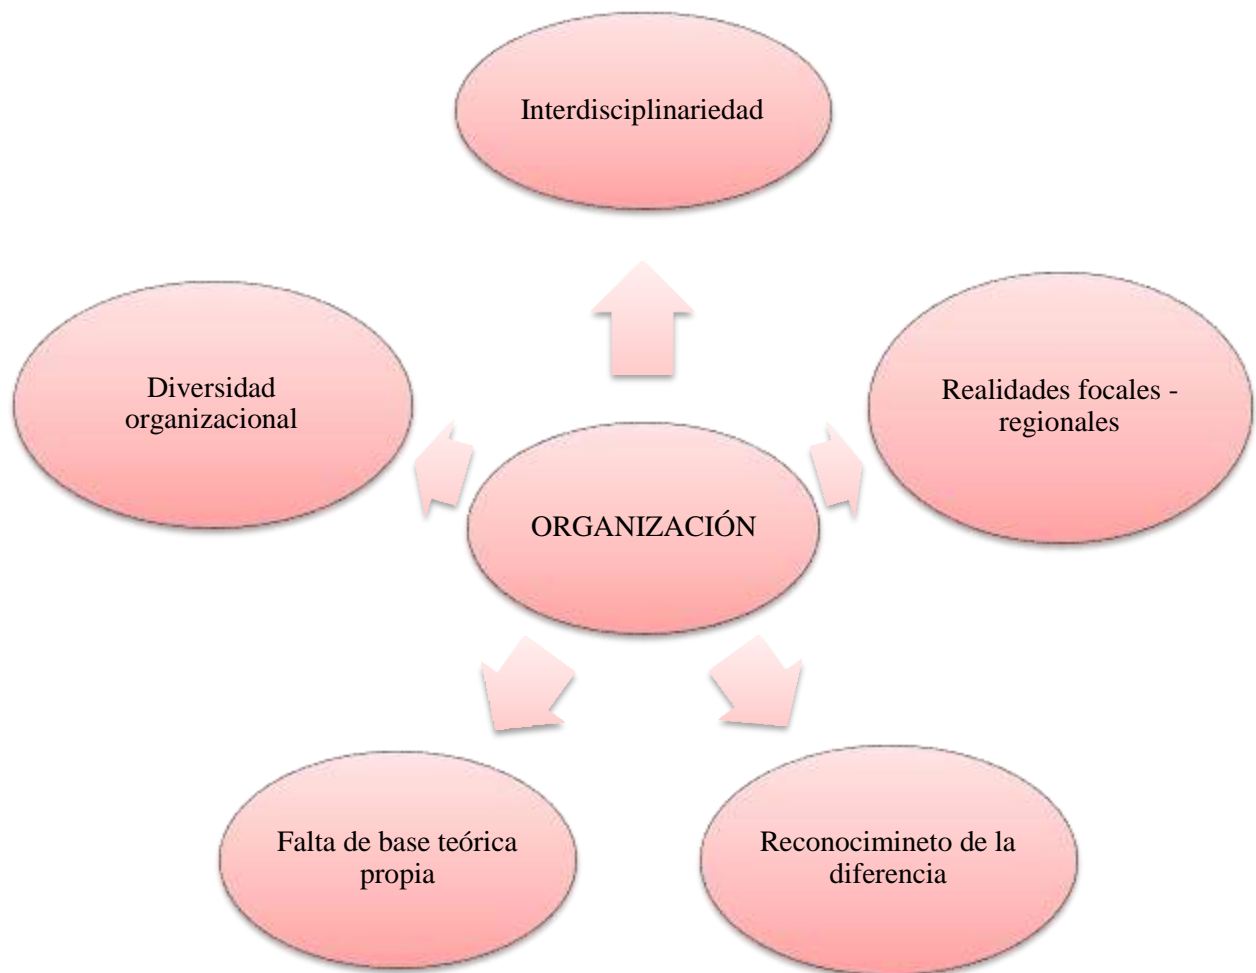 Interdisciplinariedad
Diversidad
organizacional
Realidades focales -
regionales
ORGANIZACIÓN
Falta de base teórica
propia
Reconocimineto de la
diferencia